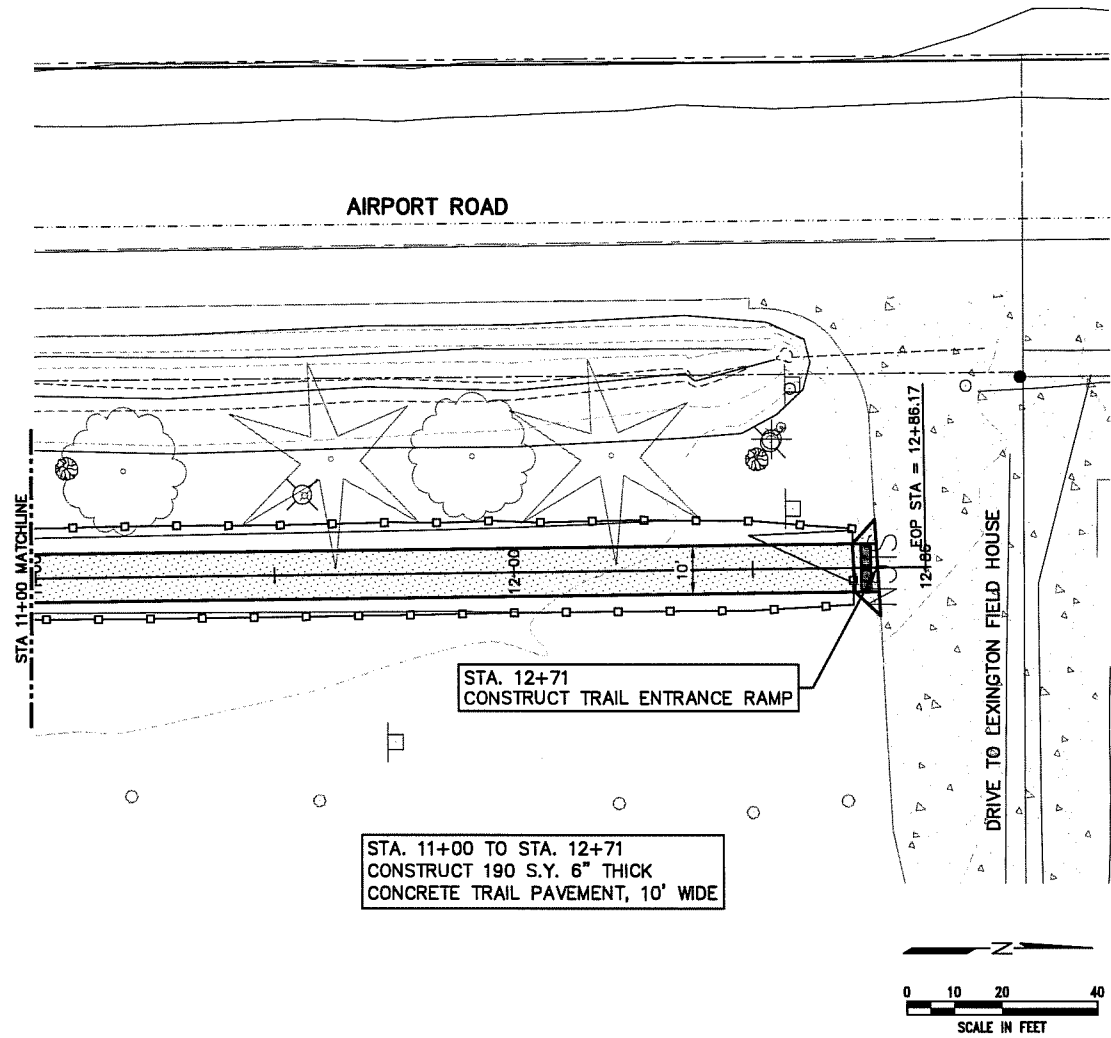 AIRPORT ROAD
STA 11+00 MATCHLINE
12+00
10'
EOP STA = 12+86.17
12+86
DRIVE TO LEXINGTON FIELD HOUSE
STA. 12+71
CONSTRUCT TRAIL ENTRANCE RAMP
STA. 11+00 TO STA. 12+71
CONSTRUCT 190 S.Y. 6" THICK
CONCRETE TRAIL PAVEMENT, 10' WIDE
N
0 10 20 40
SCALE IN FEET